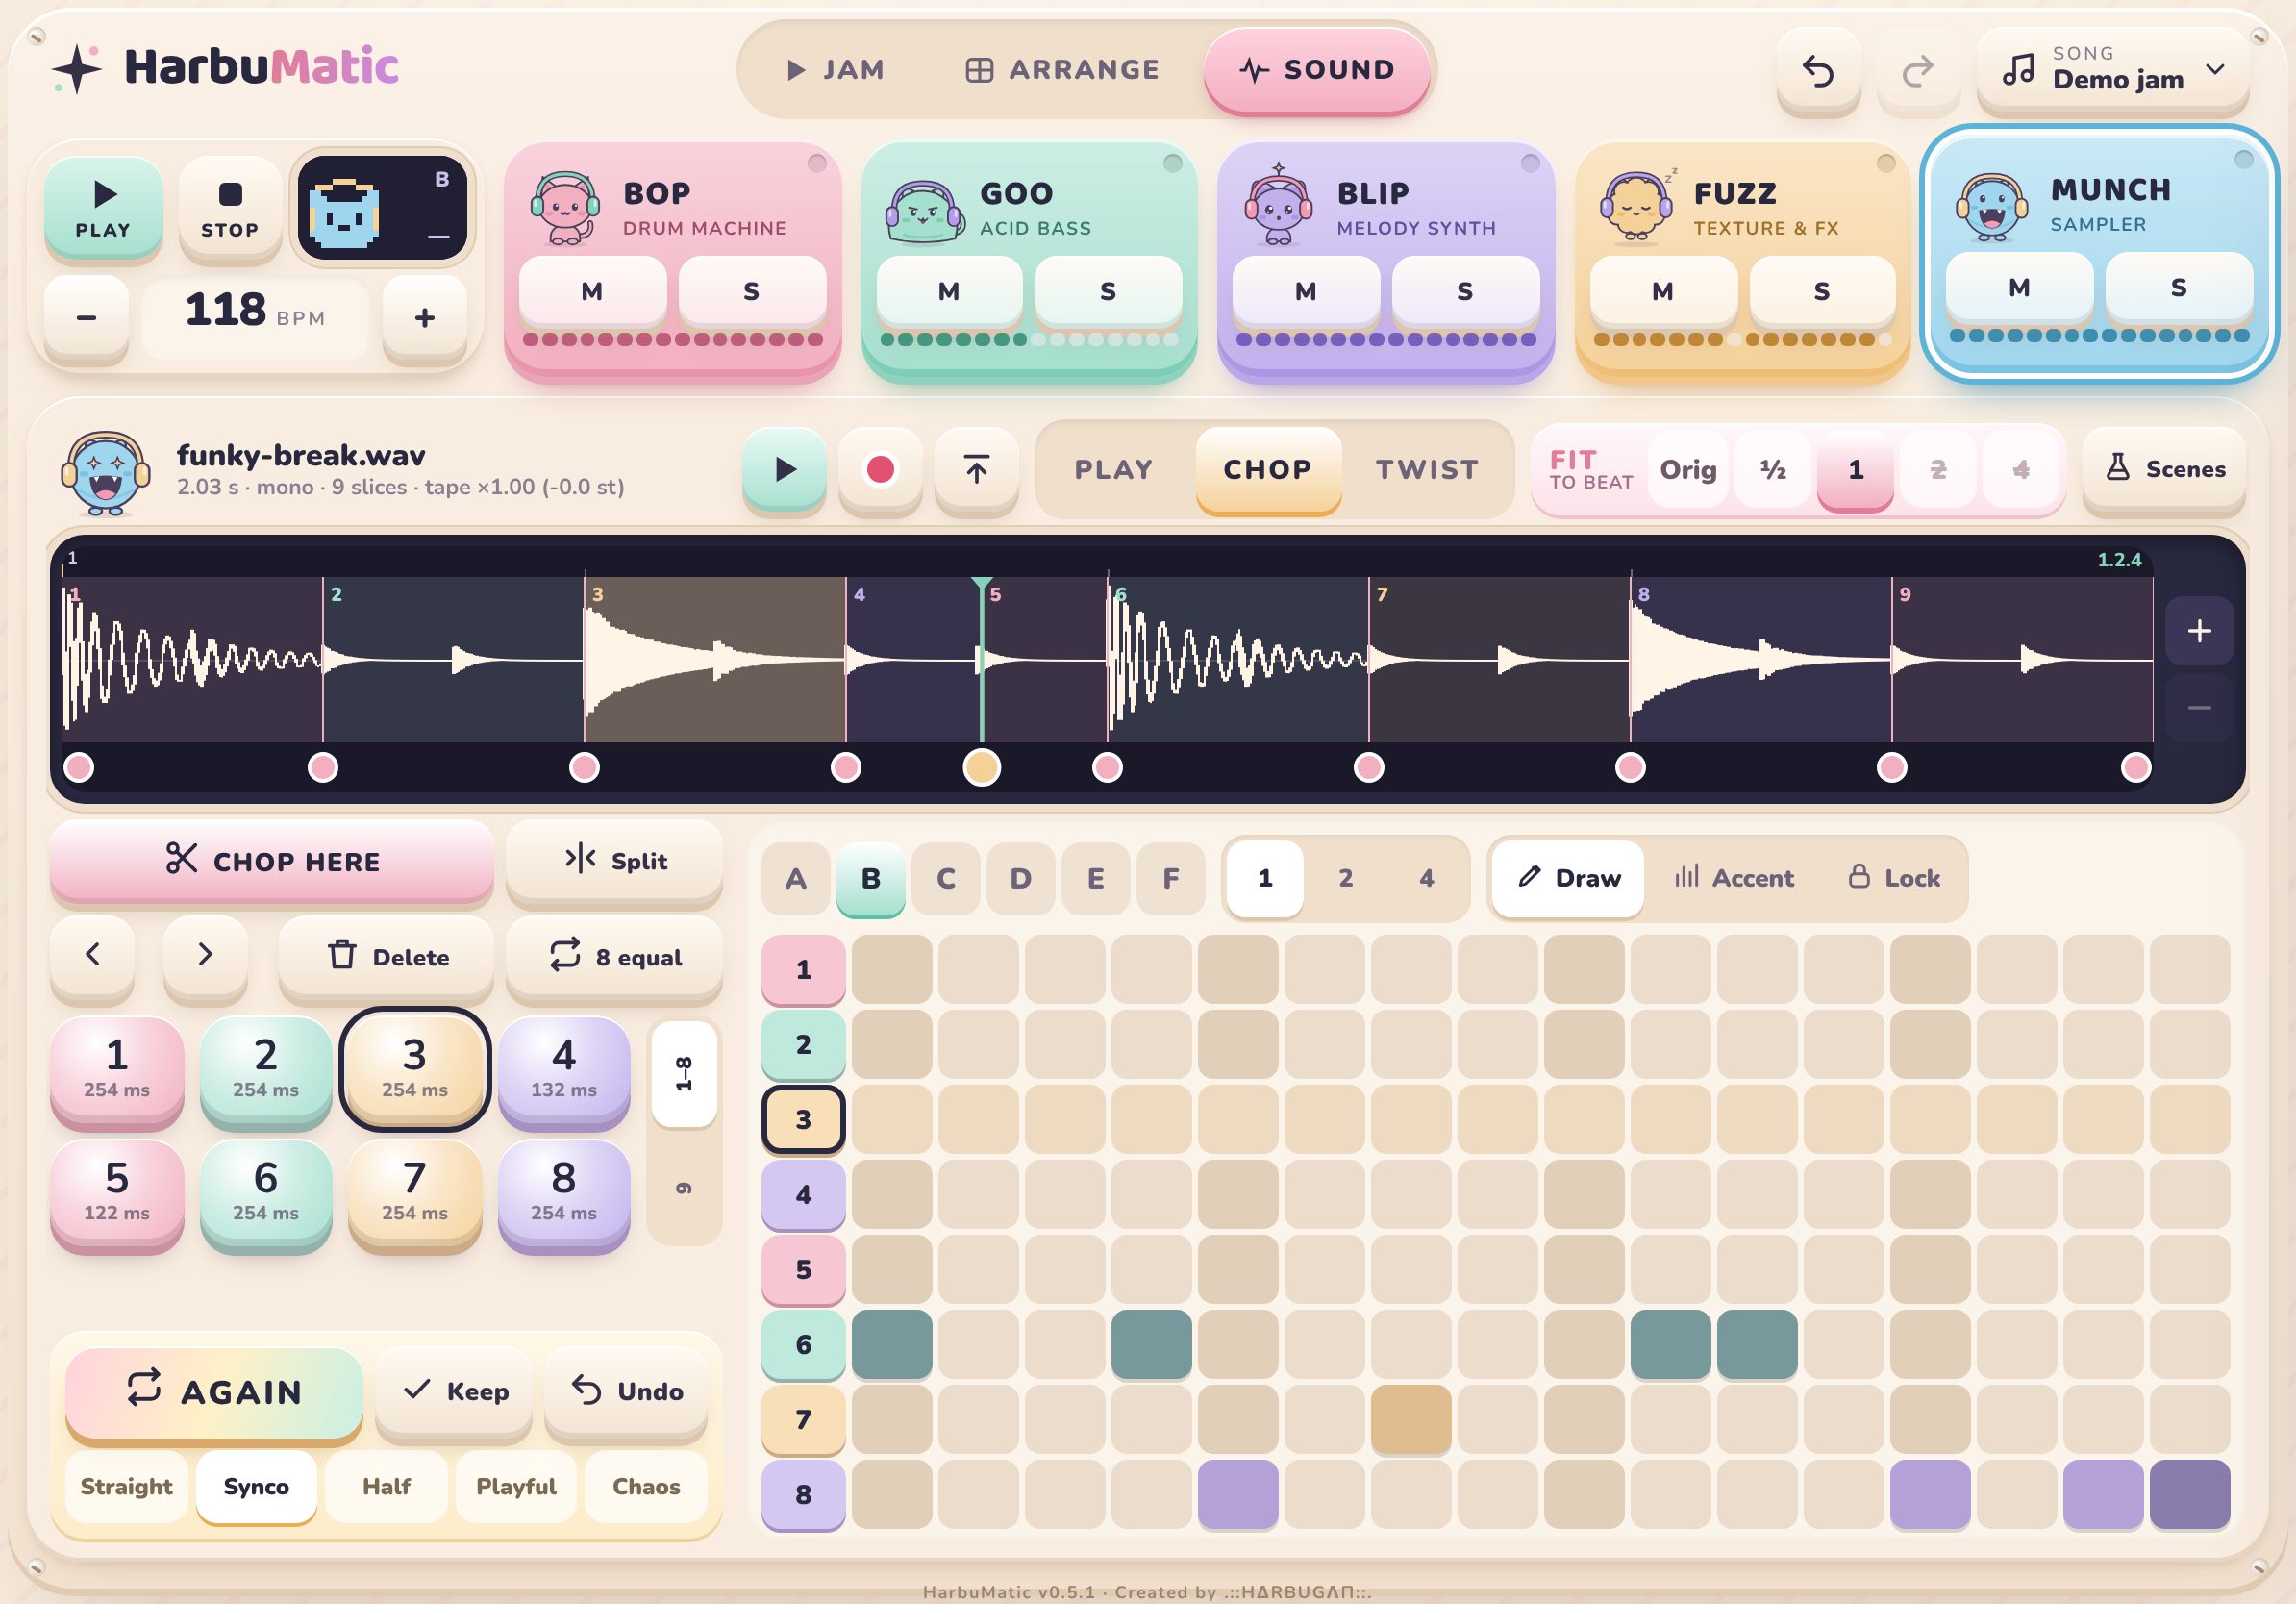 HarbuMatic
JAM
ARRANGE
SOUND
SONG
Demo jam
PLAY
STOP
B
118 BPM
BOP
DRUM MACHINE
M
S
GOO
ACID BASS
M
S
BLIP
MELODY SYNTH
M
S
FUZZ
TEXTURE & FX
zz
M
S
MUNCH
SAMPLER
M
S
funky-break.wav
2.03 s · mono · 9 slices · tape ×1.00 (-0.0 st)
PLAY
CHOP
TWIST
FIT
TO BEAT
Orig
½
1
2
4
Scenes
1
1.2.4
1
2
3
4
5
6
7
8
9
CHOP HERE
Split
Delete
8 equal
1
254 ms
2
254 ms
3
254 ms
4
132 ms
1–8
5
122 ms
6
254 ms
7
254 ms
8
254 ms
9
AGAIN
Keep
Undo
Straight
Synco
Half
Playful
Chaos
A
B
C
D
E
F
1
2
4
Draw
Accent
Lock
1
2
3
4
5
6
7
8
HarbuMatic v0.5.1 · Created by .::HΔRBUGΛΠ::.